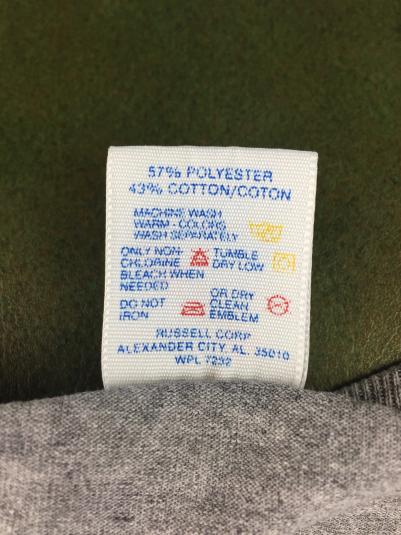 57% POLYESTER
43% COTTON/COTON
MACHINE WASH
WARM - COLORS
WASH SEPARATELY
ONLY NON-
CHLORINE
BLEACH WHEN
NEEDED
TUMBLE
DRY LOW
DO NOT
IRON
OR DRY
CLEAN
EMBLEM
RUSSELL CORP
ALEXANDER CITY, AL. 35010
WPL 7292